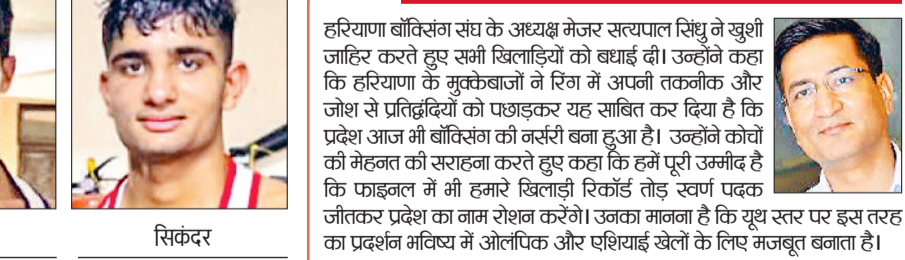 सिकंदर
हरियाणा बॉक्सिंग संघ के अध्यक्ष मेजर सत्यपाल सिंधु ने खुशी
जाहिर करते हुए सभी खिलाड़ियों को बधाई दी। उन्होंने कहा
कि हरियाणा के मुक्केबाजों ने रिंग में अपनी तकनीक और
जोश से प्रतिद्वंदियों को पछाड़कर यह साबित कर दिया है कि
प्रदेश आज भी बॉक्सिंग की नर्सरी बना हुआ है। उन्होंने कोचों
की मेहनत की सराहना करते हुए कहा कि हमें पूरी उम्मीद है
कि फाइनल में भी हमारे खिलाड़ी रिकॉर्ड तोड़ स्वर्ण पदक
जीतकर प्रदेश का नाम रोशन करेंगे। उनका मानना है कि यूथ स्तर पर इस तरह
का प्रदर्शन भविष्य में ओलंपिक और एशियाई खेलों के लिए मजबूत बनाता है।